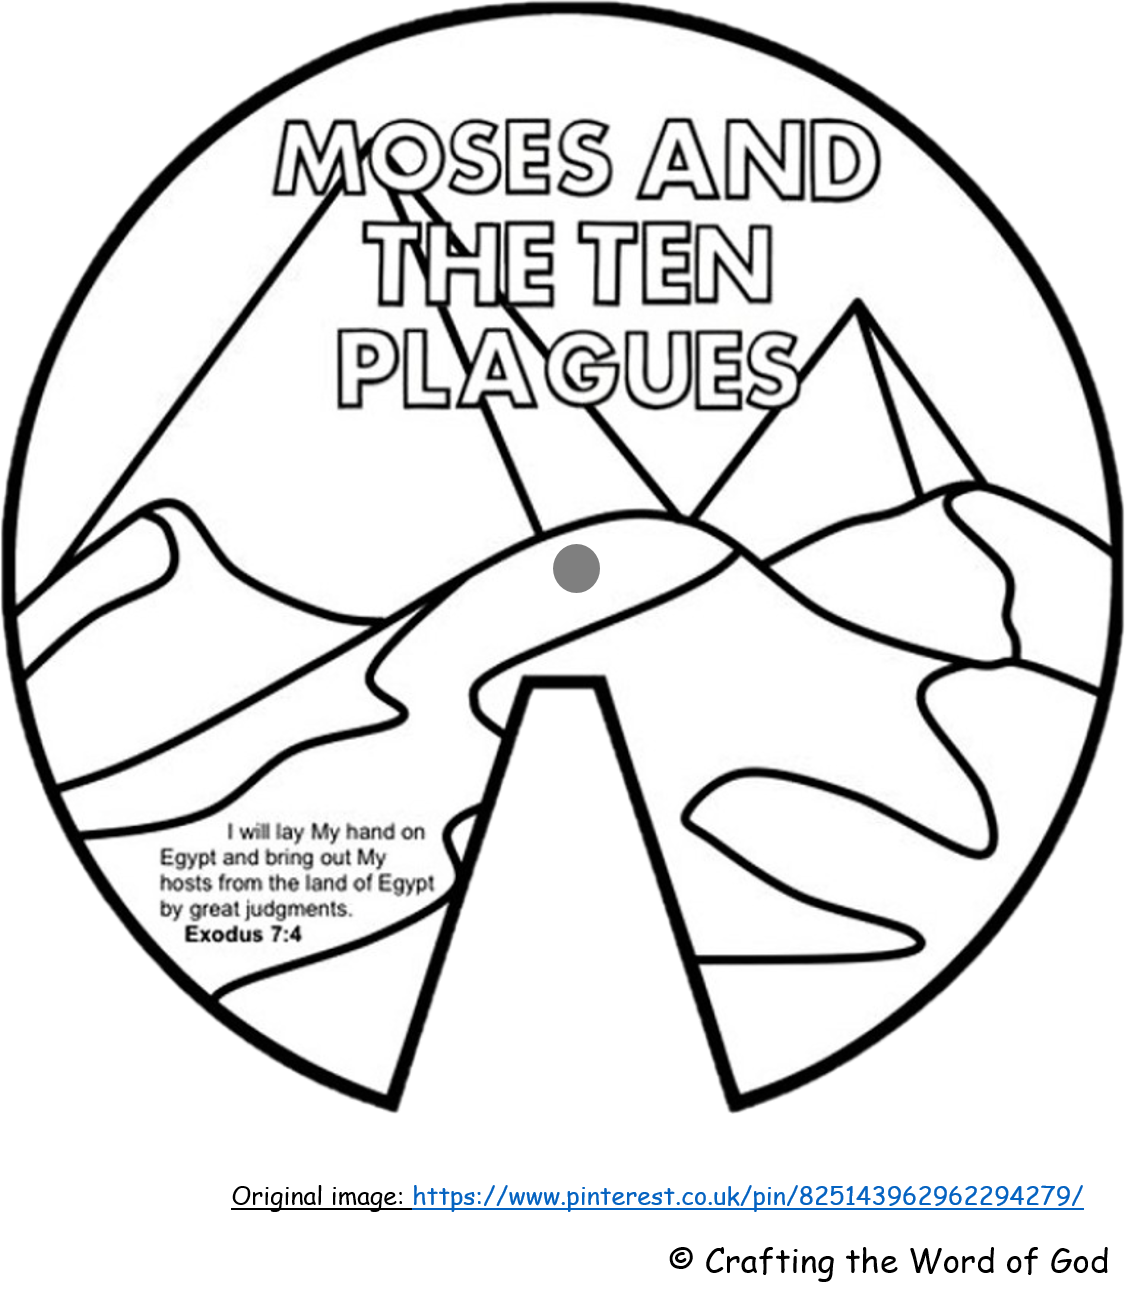 MOSES AND
THE TEN
PLAGUES
I will lay My hand on
Egypt and bring out My
hosts from the land of Egypt
by great judgments.
Exodus 7:4
Original image: https://www.pinterest.co.uk/pin/825143962962294279/
© Crafting the Word of God